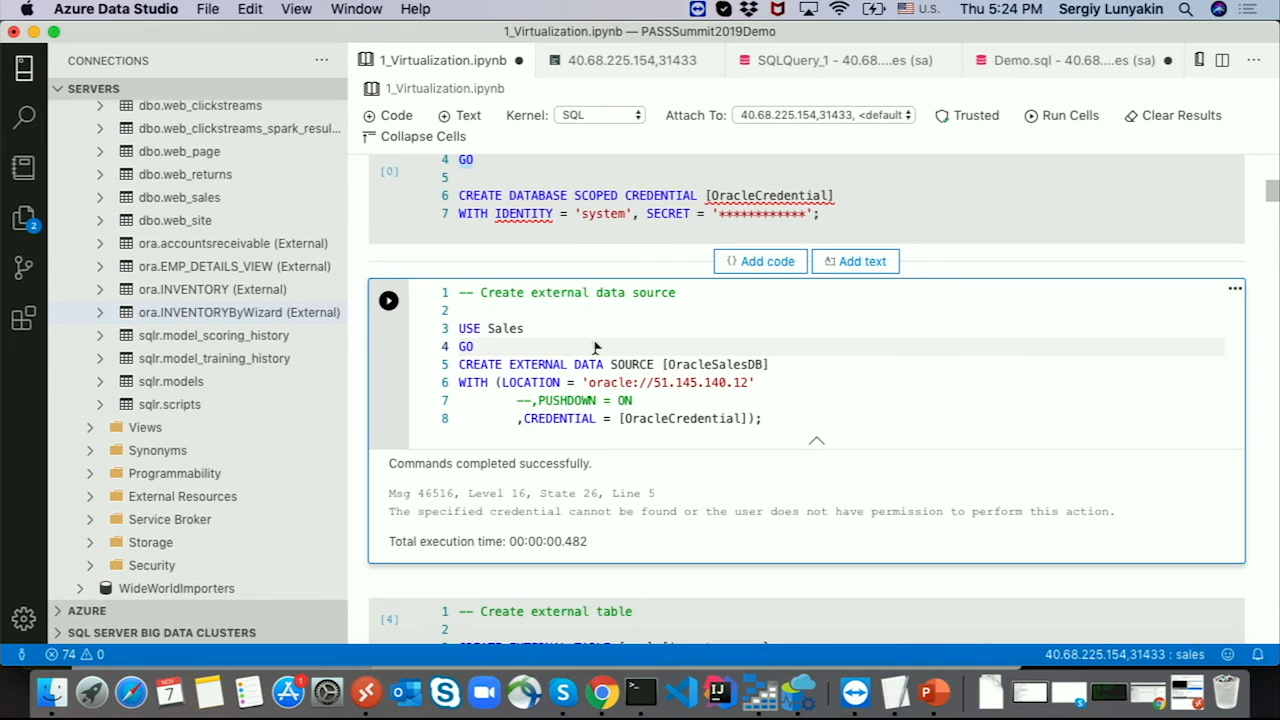 Azure Data Studio File Edit View Window Help U.S. Thu 5:24 PM Sergiy Lunyakin
1_Virtualization.ipynb — PASSSummit2019Demo
CONNECTIONS
SERVERS
dbo.web_clickstreams
dbo.web_clickstreams_spark_resul...
dbo.web_page
dbo.web_returns
dbo.web_sales
dbo.web_site
ora.accountsreceivable (External)
ora.EMP_DETAILS_VIEW (External)
ora.INVENTORY (External)
ora.INVENTORYByWizard (External)
sqlr.model_scoring_history
sqlr.model_training_history
sqlr.models
sqlr.scripts
Views
Synonyms
Programmability
External Resources
Service Broker
Storage
Security
WideWorldImporters
AZURE
SQL SERVER BIG DATA CLUSTERS
2
1_Virtualization.ipynb 40.68.225.154,31433 SQLQuery_1 - 40.68....es (sa) Demo.sql - 40.68....es (sa)
1_Virtualization.ipynb
Code Text Kernel: SQL Attach To: 40.68.225.154,31433, <default Trusted Run Cells Clear Results
Collapse Cells
[0]
4 GO
5
6 CREATE DATABASE SCOPED CREDENTIAL [OracleCredential]
7 WITH IDENTITY = 'system', SECRET = '************';
{} Add code Add text
1 -- Create external data source
2
3 USE Sales
4 GO
5 CREATE EXTERNAL DATA SOURCE [OracleSalesDB]
6 WITH (LOCATION = 'oracle://51.145.140.12'
7 --,PUSHDOWN = ON
8 ,CREDENTIAL = [OracleCredential]);
Commands completed successfully.
Msg 46516, Level 16, State 26, Line 5
The specified credential cannot be found or the user does not have permission to perform this action.
Total execution time: 00:00:00.482
[4]
1 -- Create external table
2
74 0 40.68.225.154,31433 : sales
NOV
7
1